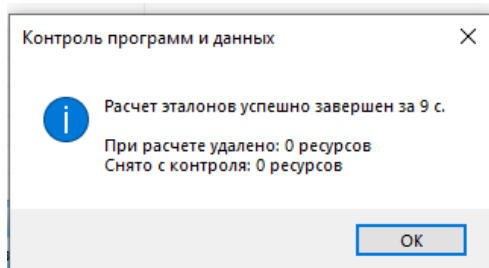 Контроль программ и данных
Расчет эталонов успешно завершен за 9 с.
При расчете удалено: 0 ресурсов
Снято с контроля: 0 ресурсов
OK